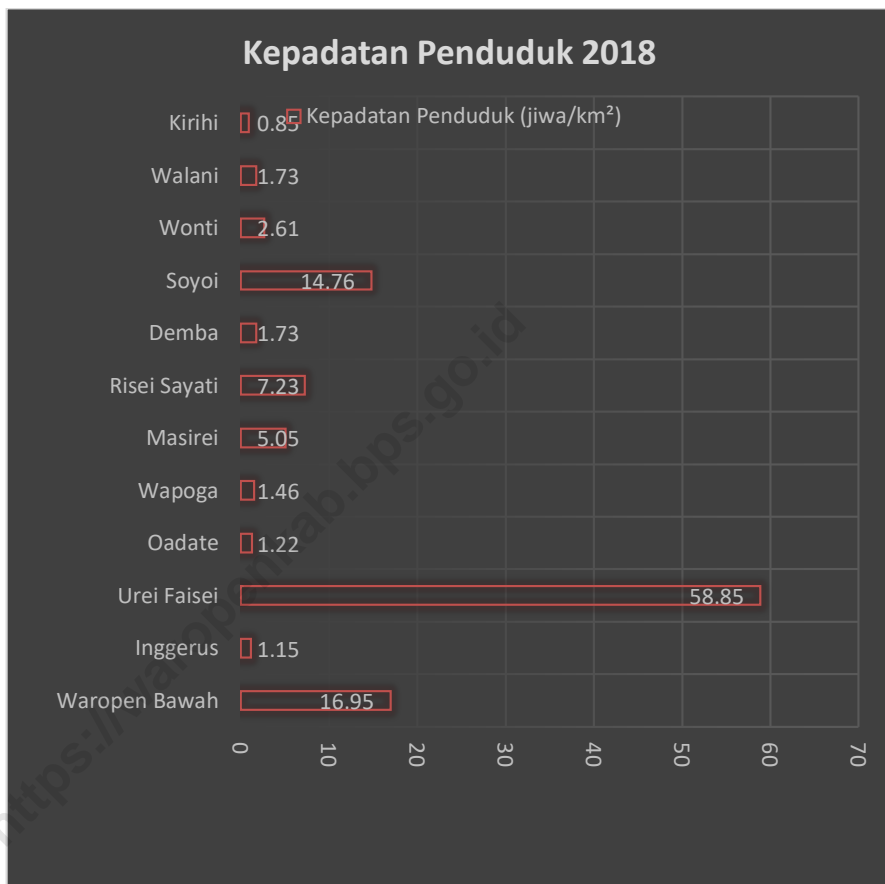 Kepadatan Penduduk 2018
Kepadatan Penduduk (jiwa/km²)
Kirihi 0.85
Walani 1.73
Wonti 2.61
Soyoi 14.76
Demba 1.73
Risei Sayati 7.23
Masirei 5.05
Wapoga 1.46
Oadate 1.22
Urei Faisei 58.85
Inggerus 1.15
Waropen Bawah 16.95
0 10 20 30 40 50 60 70
https://waropenkab.bps.go.id